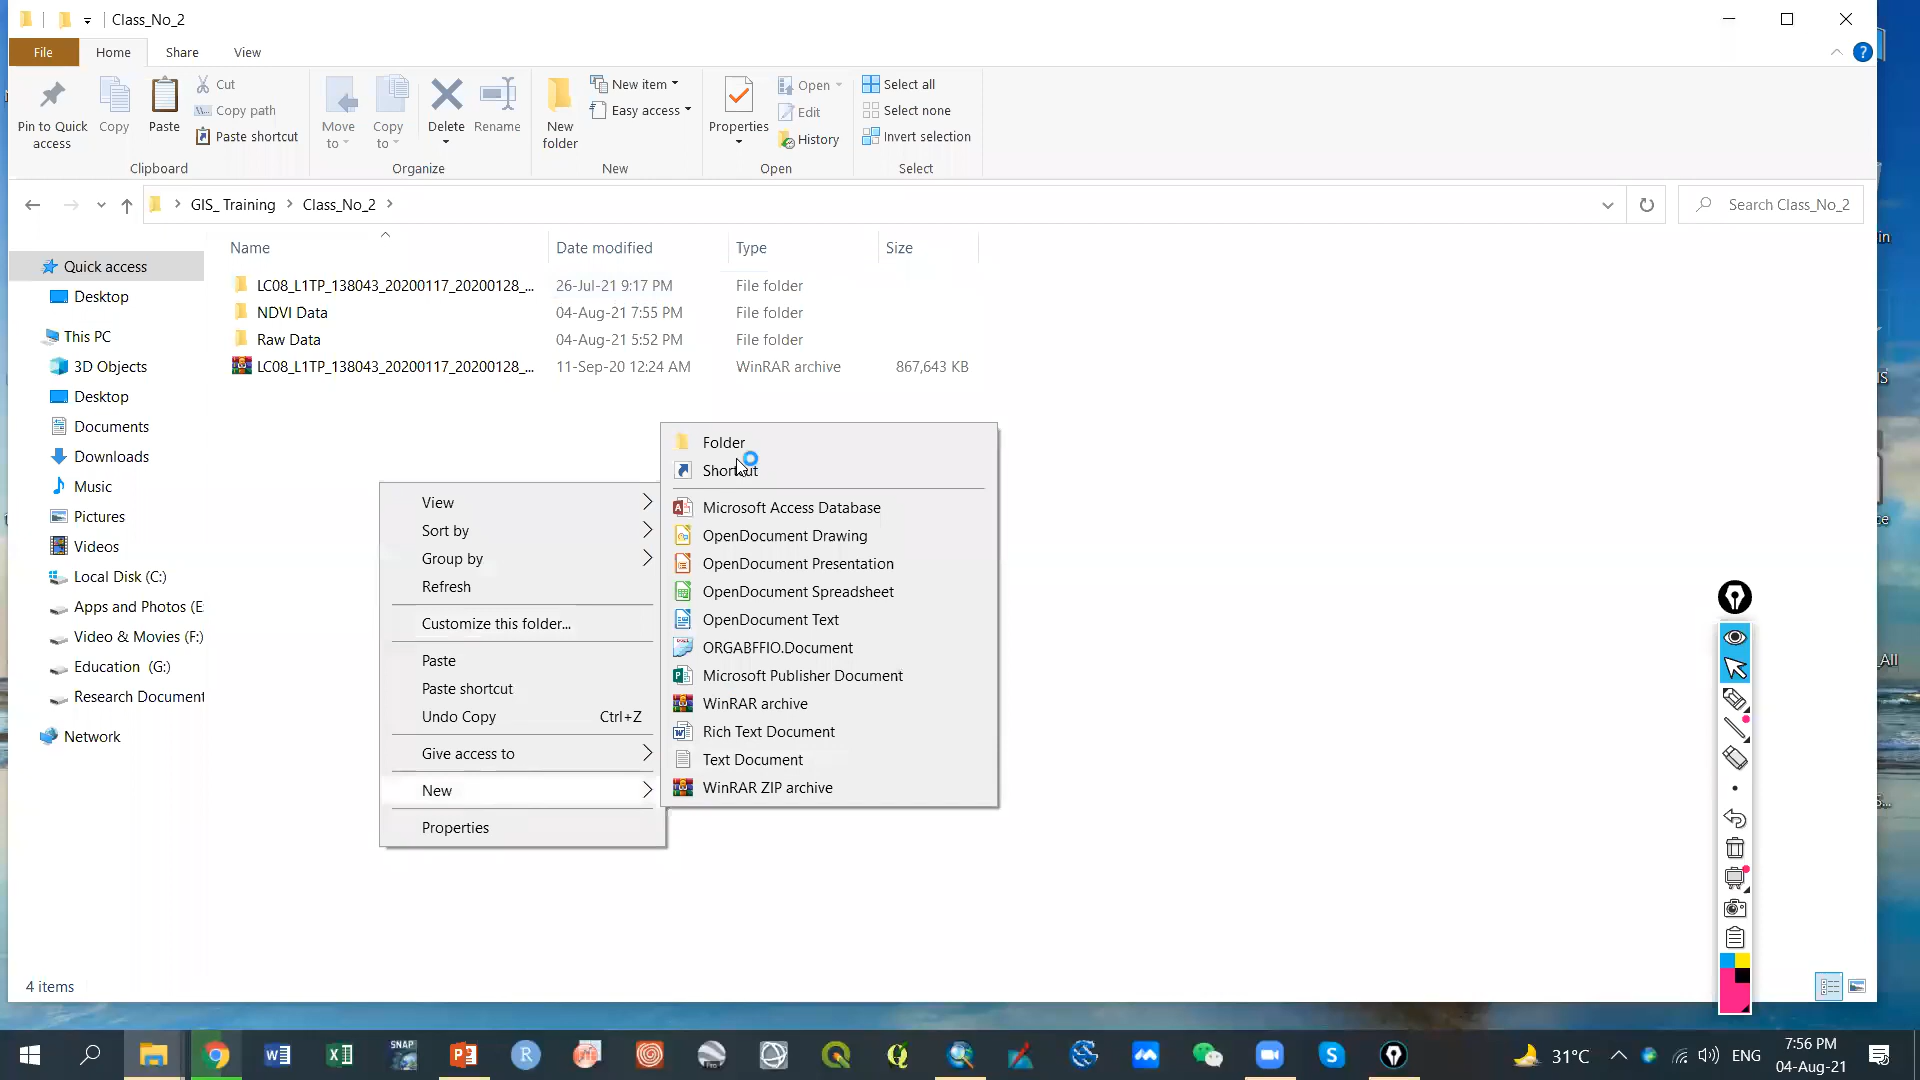 Class_No_2
File Home Share View
Pin to Quick access
Copy
Paste
Cut
Copy path
Paste shortcut
Clipboard
Move to
Copy to
Delete
Rename
Organize
New folder
New item
Easy access
New
Properties
Open
Edit
History
Open
Select all
Select none
Invert selection
Select
GIS_ Training Class_No_2
Search Class_No_2
Name Date modified Type Size
LC08_L1TP_138043_20200117_20200128_... 26-Jul-21 9:17 PM File folder
NDVI Data 04-Aug-21 7:55 PM File folder
Raw Data 04-Aug-21 5:52 PM File folder
LC08_L1TP_138043_20200117_20200128_... 11-Sep-20 12:24 AM WinRAR archive 867,643 KB
Quick access
Desktop
This PC
3D Objects
Desktop
Documents
Downloads
Music
Pictures
Videos
Local Disk (C:)
Apps and Photos (E:
Video & Movies (F:)
Education (G:)
Research Document
Network
View
Sort by
Group by
Refresh
Customize this folder...
Paste
Paste shortcut
Undo Copy Ctrl+Z
Give access to
New
Properties
Folder
Shortcut
Microsoft Access Database
OpenDocument Drawing
OpenDocument Presentation
OpenDocument Spreadsheet
OpenDocument Text
ORGABFFIO.Document
Microsoft Publisher Document
WinRAR archive
Rich Text Document
Text Document
WinRAR ZIP archive
4 items
SNAP
31°C
ENG
7:56 PM
04-Aug-21